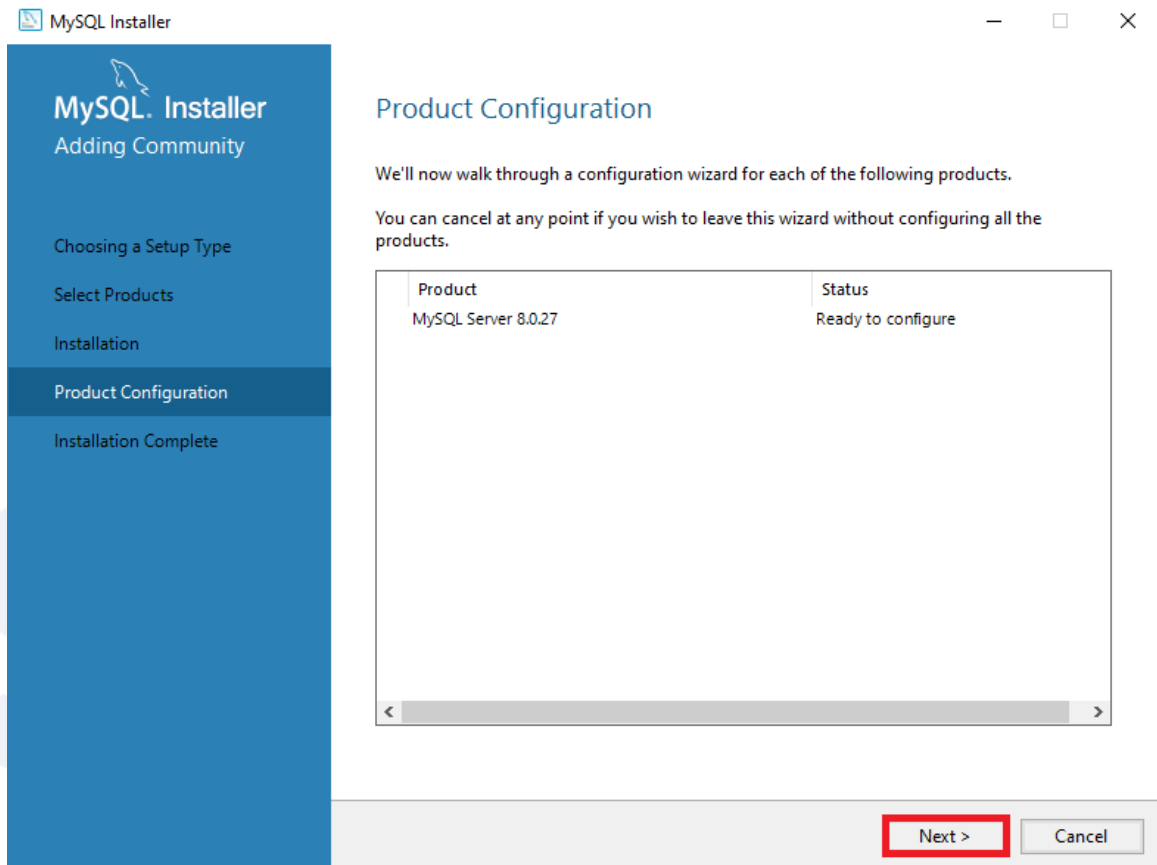 MySQL Installer
MySQL. Installer
Adding Community
Choosing a Setup Type
Select Products
Installation
Product Configuration
Installation Complete
Product Configuration
We'll now walk through a configuration wizard for each of the following products.
You can cancel at any point if you wish to leave this wizard without configuring all the
products.
Product Status
MySQL Server 8.0.27 Ready to configure
Next > Cancel